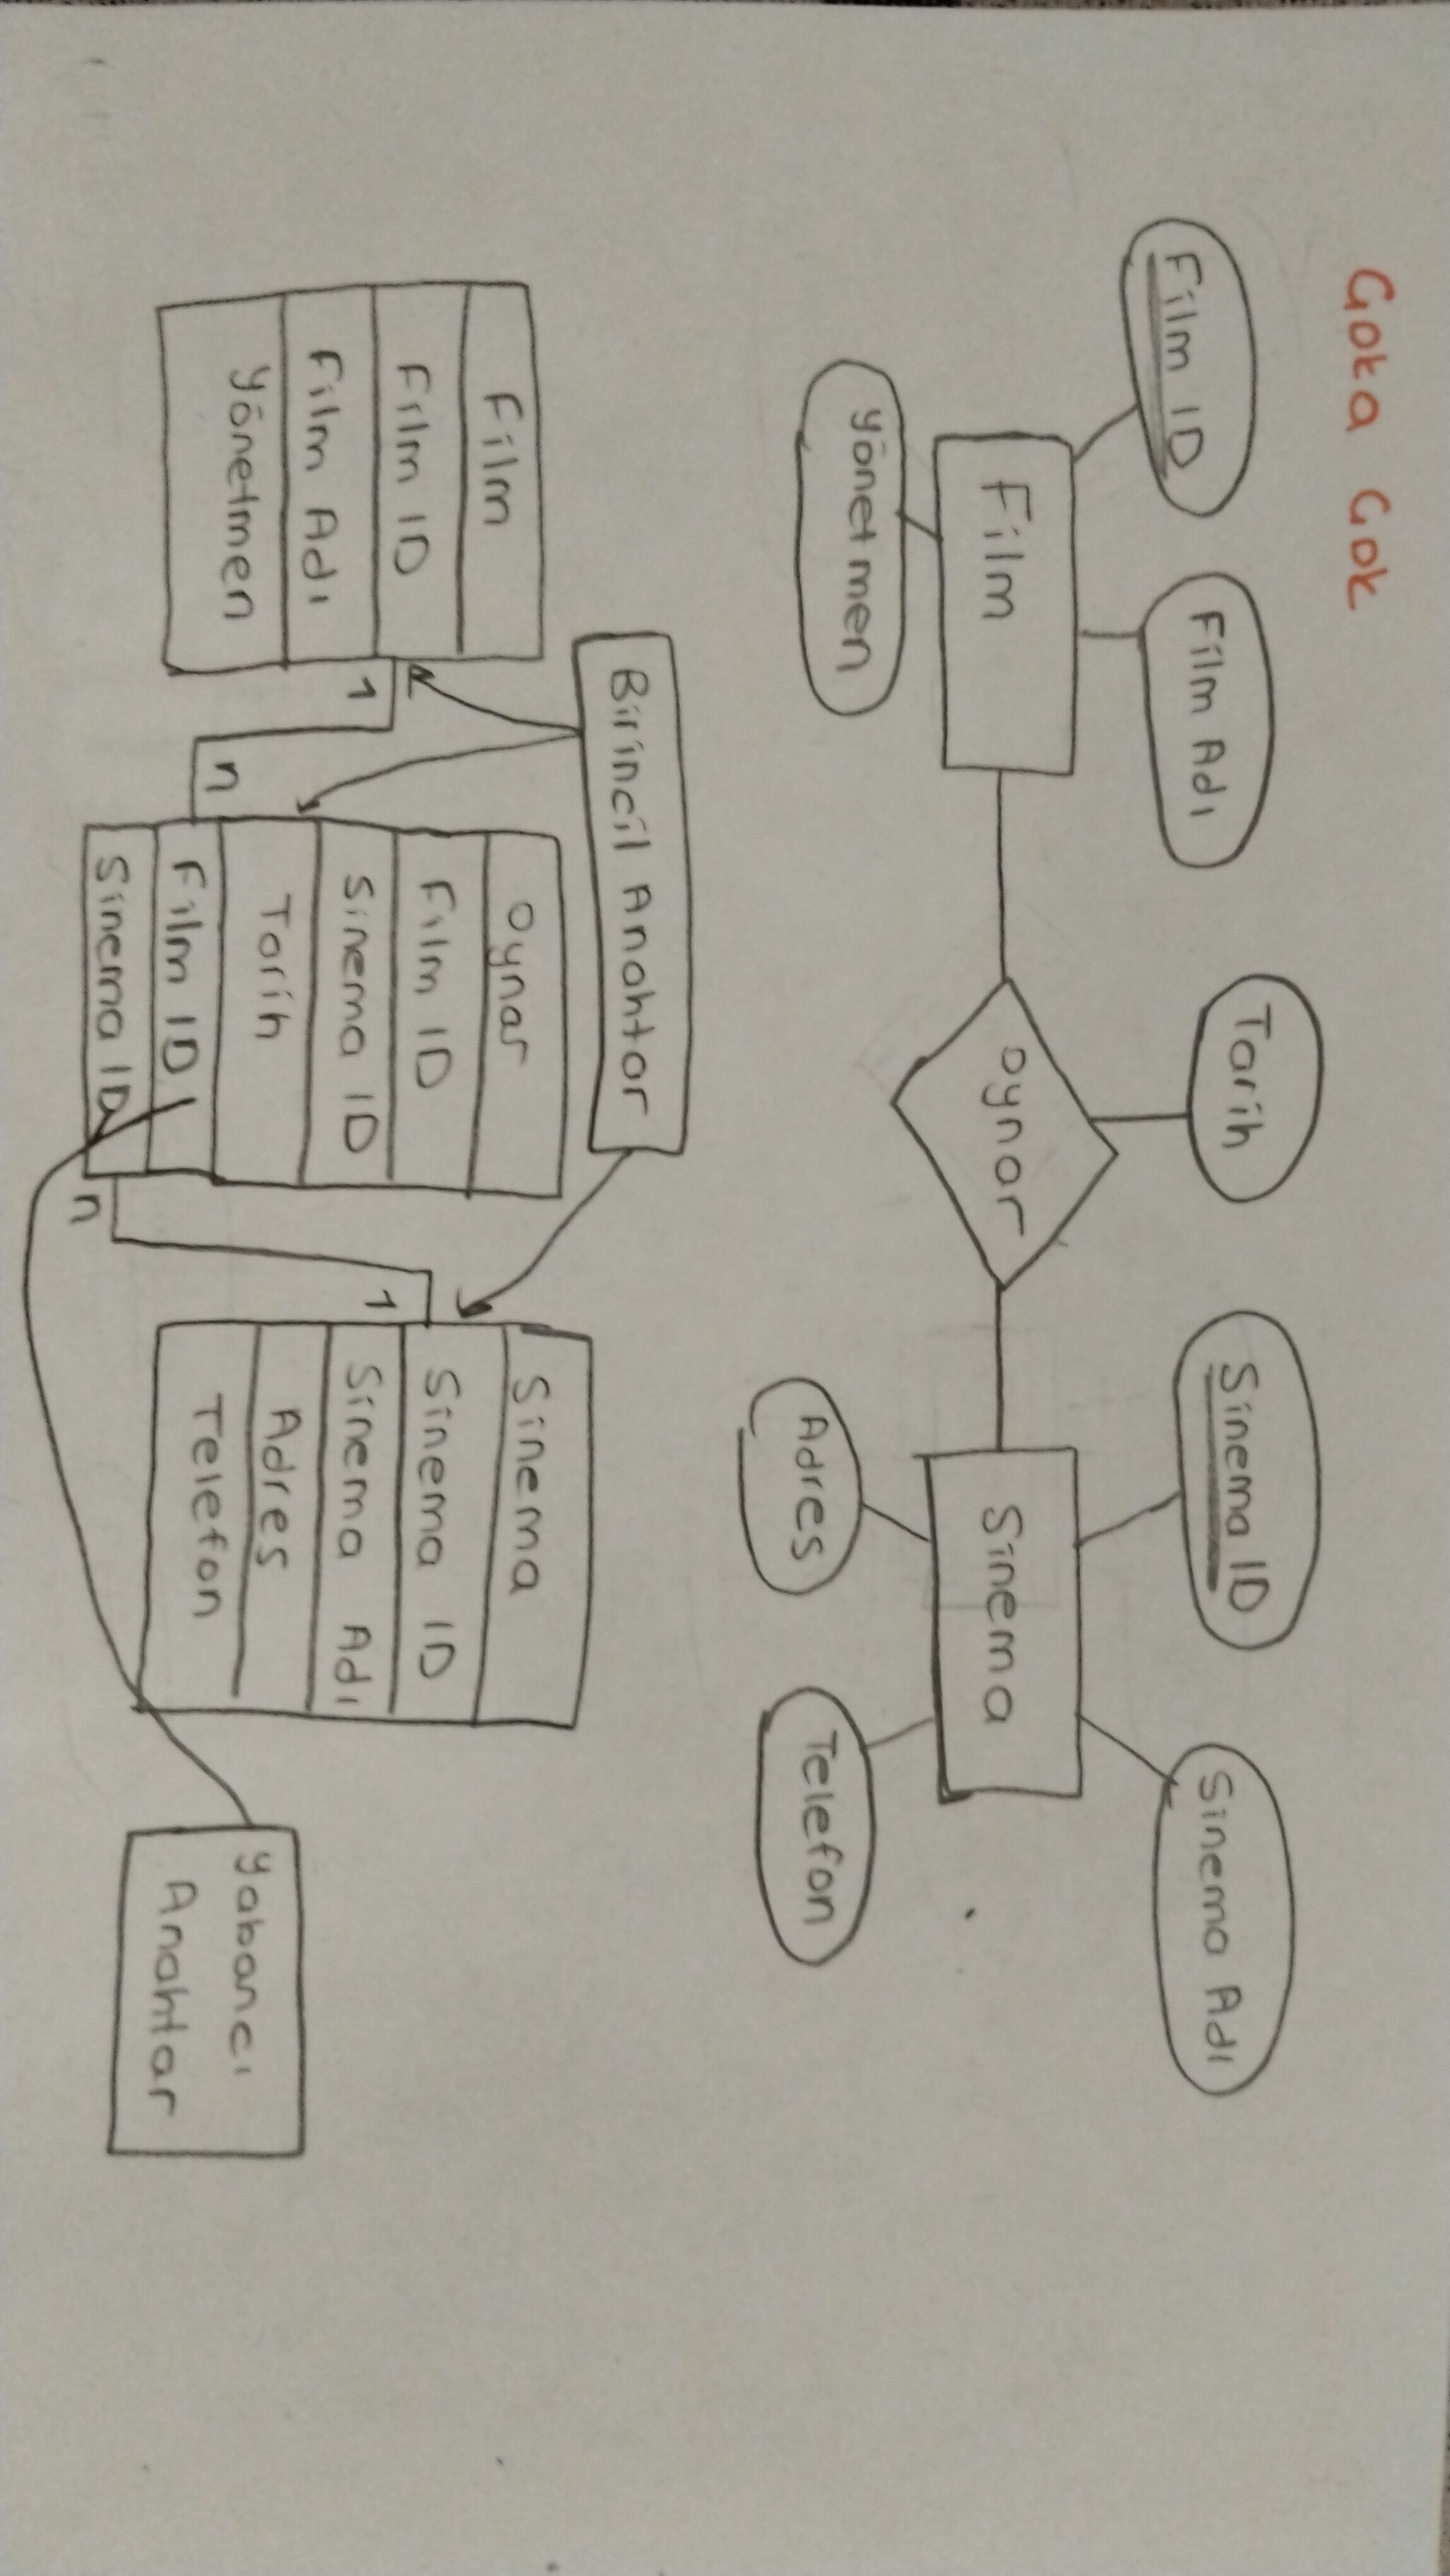 Goka Gok
Film ID
Film Adı
Tarih
Sinema ID
Sinema Adı
Film
Oynar
Sinema
Yönetmen
Adres
Telefon
Birincil Anahtar
Film
Film ID
Film Adı
Yönetmen
1
n
Oynar
Film ID
Sinema ID
Tarih
Film ID
Sinema ID
n
1
Sinema
Sinema ID
Sinema Adı
Adres
Telefon
Yabancı
Anahtar